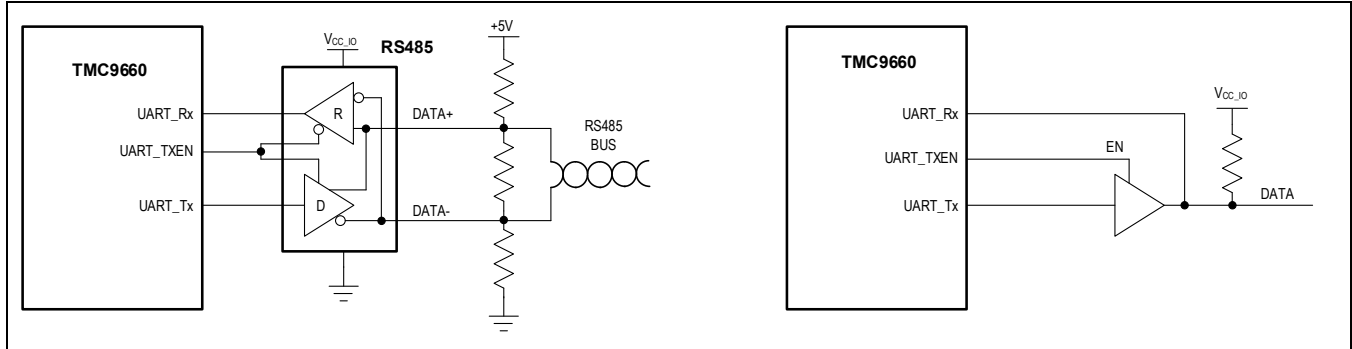 +5V
VCC_IO
RS485
TMC9660
UART_Rx
R
DATA+
RS485
BUS
UART_TXEN
UART_Tx
D
DATA-
TMC9660
VCC_IO
UART_Rx
EN
UART_TXEN
UART_Tx
DATA